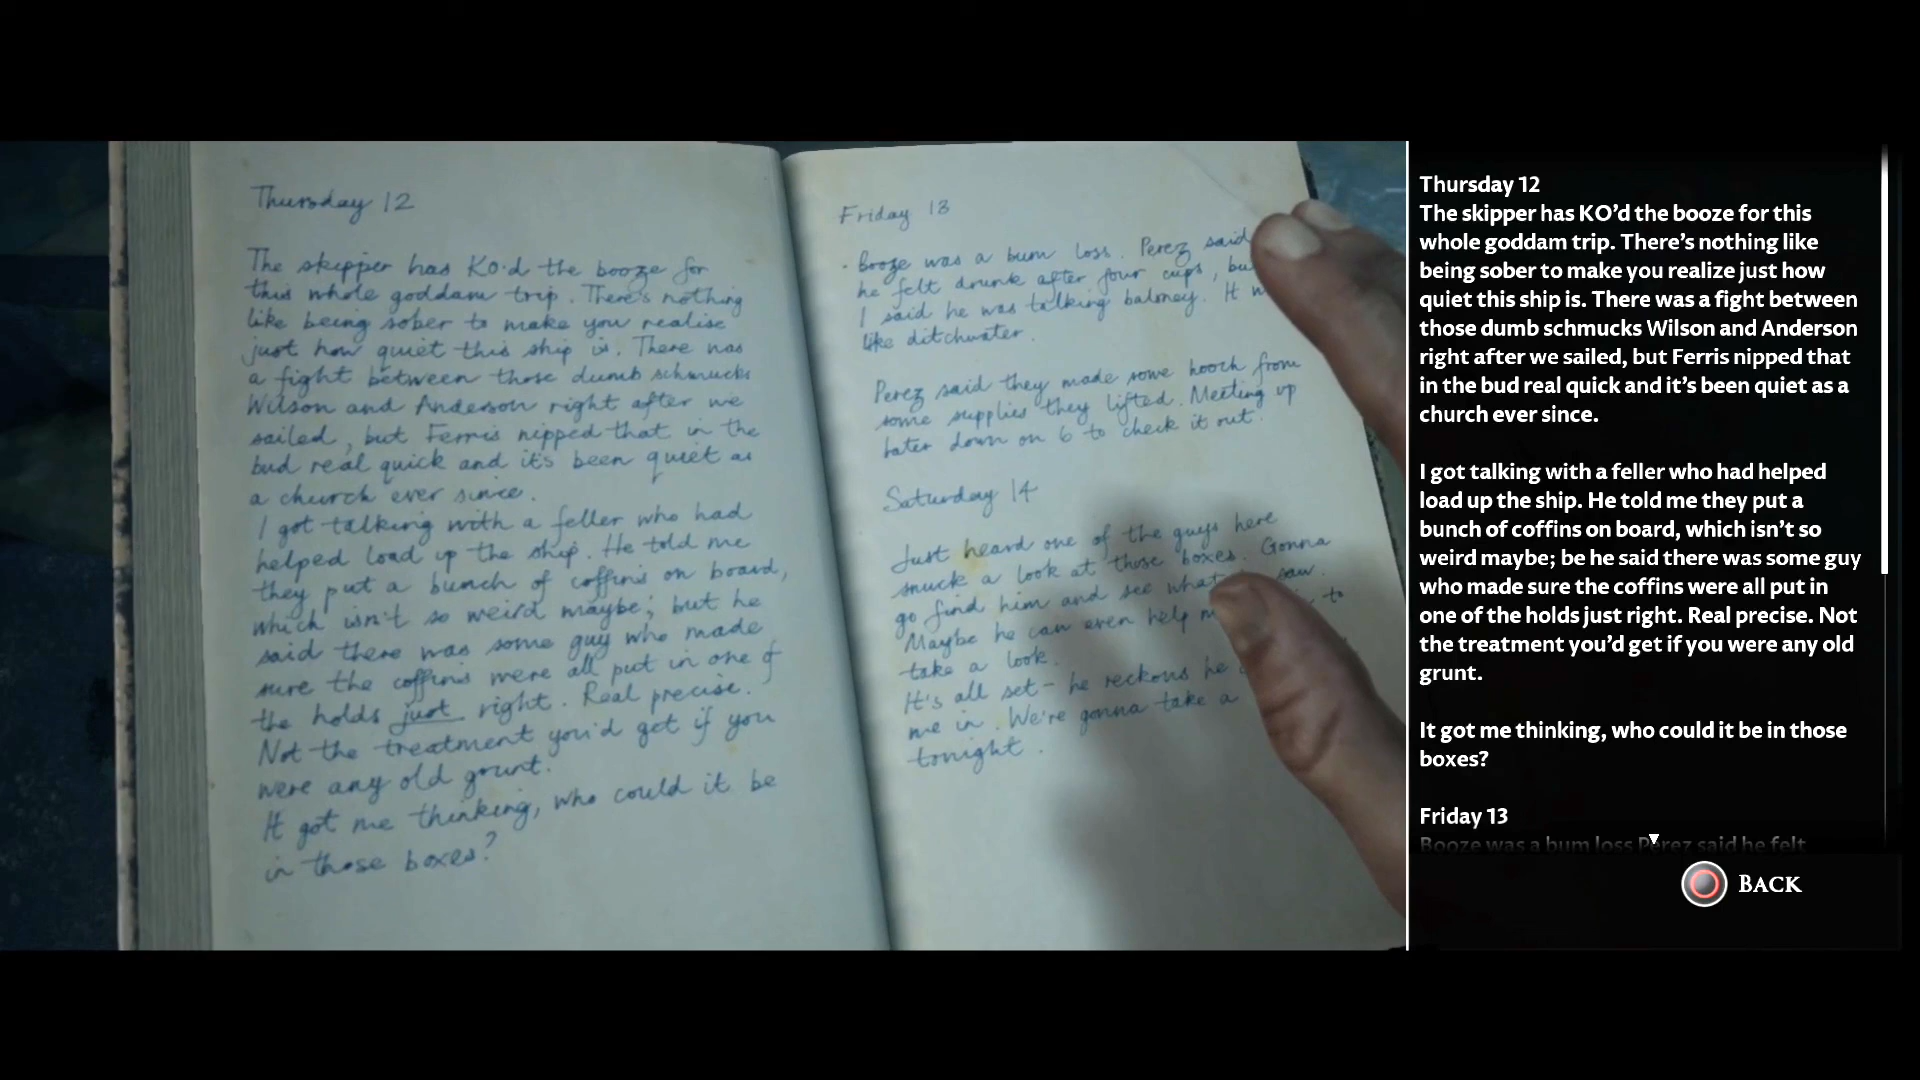 Thursday 12
The skipper has KO'd the booze for
this whole goddam trip. There's nothing
like being sober to make you realise
just how quiet this ship is. There was
a fight between those dumb schmucks
Wilson and Anderson right after we
sailed, but Ferris nipped that in the
bud real quick and it's been quiet as
a church ever since.
I got talking with a feller who had
helped load up the ship. He told me
they put a bunch of coffins on board,
which isn't so weird maybe; but he
said there was some guy who made
sure the coffins were all put in one of
the holds just right. Real precise.
Not the treatment you'd get if you
were any old grunt.
It got me thinking, who could it be
in those boxes?
Friday 13
Booze was a bum loss. Perez said
he felt drunk after four cups, bu
I said he was talking baloney. It w
like ditchwater.
Perez said they made some hooch from
some supplies they lifted. Meeting up
later down on 6 to check it out.
Saturday 14
Just heard one of the guys here
snuck a look at those boxes. Gonna
go find him and see what saw.
Maybe he can even help m to
take a look.
It's all set - he reckons he
me in. We're gonna take a
tonight.
Thursday 12
The skipper has KO'd the booze for this
whole goddam trip. There's nothing like
being sober to make you realize just how
quiet this ship is. There was a fight between
those dumb schmucks Wilson and Anderson
right after we sailed, but Ferris nipped that
in the bud real quick and it's been quiet as a
church ever since.
I got talking with a feller who had helped
load up the ship. He told me they put a
bunch of coffins on board, which isn't so
weird maybe; be he said there was some guy
who made sure the coffins were all put in
one of the holds just right. Real precise. Not
the treatment you'd get if you were any old
grunt.
It got me thinking, who could it be in those
boxes?
Friday 13
Booze was a bum loss Perez said he felt
BACK